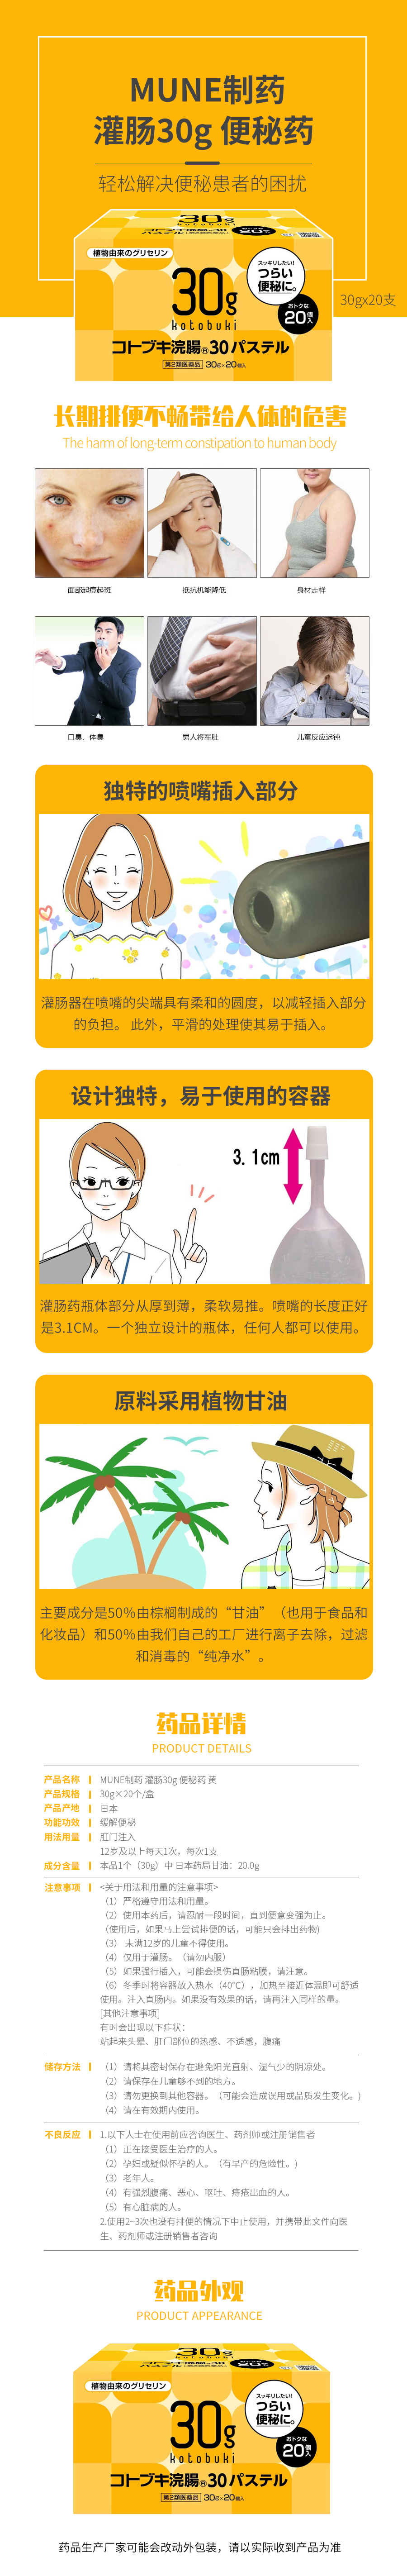 MUNE制药
灌肠30g 便秘药
轻松解决便秘患者的困扰
30g
植物由来のグリセリン
スッキリしたい!
つらい
便秘に。
30g
kotobuki
おトクな
20個入
コトブキ浣腸®30パステル
第2類医薬品 30g×20個入
30gx20支
长期排便不畅带给人体的危害
The harm of long-term constipation to human body
面部起痘起斑
抵抗机能降低
身材走样
口臭、体臭
男人将军肚
儿童反应迟钝
独特的喷嘴插入部分
灌肠器在喷嘴的尖端具有柔和的圆度，以减轻插入部分
的负担。 此外，平滑的处理使其易于插入。
设计独特，易于使用的容器
3.1cm
灌肠药瓶体部分从厚到薄，柔软易推。喷嘴的长度正好
是3.1CM。一个独立设计的瓶体，任何人都可以使用。
原料采用植物甘油
主要成分是50％由棕榈制成的“甘油”（也用于食品和
化妆品）和50％由我们自己的工厂进行离子去除，过滤
和消毒的“纯净水”。
药品详情
PRODUCT DETAILS
产品名称 MUNE制药 灌肠30g 便秘药 黄
产品规格 30g×20个/盒
产品产地 日本
功能功效 缓解便秘
用法用量 肛门注入
12岁及以上每天1次，每次1支
成分含量 本品1个（30g）中 日本药局甘油：20.0g
注意事项 <关于用法和用量的注意事项>
（1）严格遵守用法和用量。
（2）使用本药后，请忍耐一段时间，直到便意变强为止。
（使用后，如果马上尝试排便的话，可能只会排出药物)
（3） 未满12岁的儿童不得使用。
（4）仅用于灌肠。（请勿内服）
（5）如果强行插入，可能会损伤直肠粘膜，请注意。
（6）冬季时将容器放入热水（40℃），加热至接近体温即可舒适
使用。注入直肠内。如果没有效果的话，请再注入同样的量。
[其他注意事项]
有时会出现以下症状：
站起来头晕、肛门部位的热感、不适感，腹痛
储存方法 （1）请将其密封保存在避免阳光直射、湿气少的阴凉处。
（2）请保存在儿童够不到的地方。
（3）请勿更换到其他容器。（可能会造成误用或品质发生变化。)
（4）请在有效期内使用。
不良反应 1.以下人士在使用前应咨询医生、药剂师或注册销售者
（1）正在接受医生治疗的人。
（2）孕妇或疑似怀孕的人。（有早产的危险性。)
（3）老年人。
（4）有强烈腹痛、恶心、呕吐、痔疮出血的人。
（5）有心脏病的人。
2.使用2~3次也没有排便的情况下中止使用，并携带此文件向医
生、药剂师或注册销售者咨询
药品外观
PRODUCT APPEARANCE
30g
植物由来のグリセリン
スッキリしたい!
つらい
便秘に。
30g
kotobuki
おトクな
20個入
コトブキ浣腸®30パステル
第2類医薬品 30g×20個入
药品生产厂家可能会改动外包装，请以实际收到产品为准